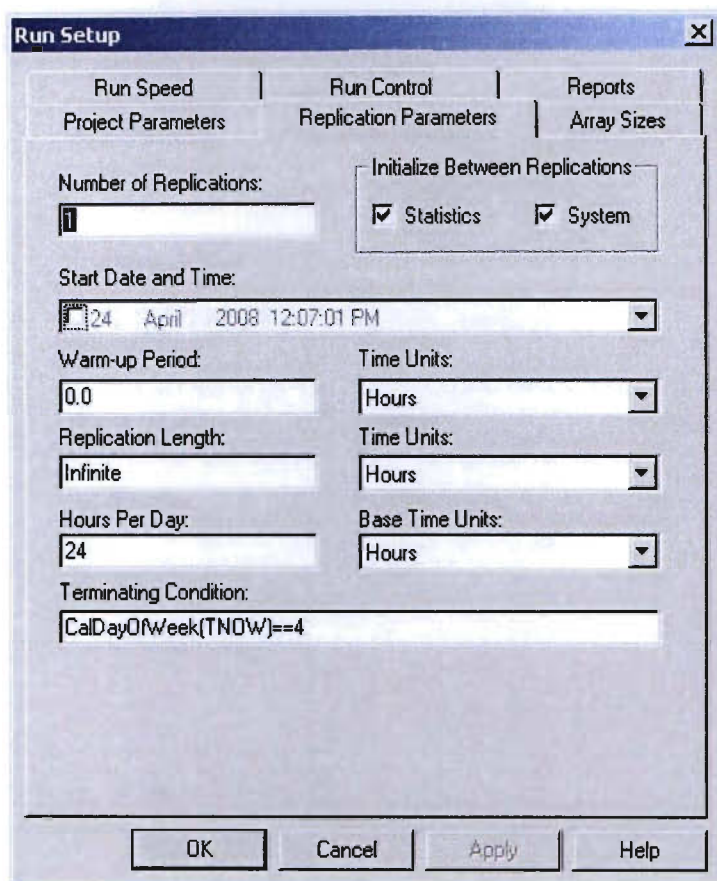 Run Setup
Run Speed Run Control Reports
Project Parameters Replication Parameters Array Sizes
Number of Replications:
1
Initialize Between Replications
Statistics System
Start Date and Time:
24 April 2008 12:07:01 PM
Warm-up Period: Time Units:
0.0 Hours
Replication Length: Time Units:
Infinite Hours
Hours Per Day: Base Time Units:
24 Hours
Terminating Condition:
CalDayOfWeek(TNOW)==4
OK Cancel Apply Help